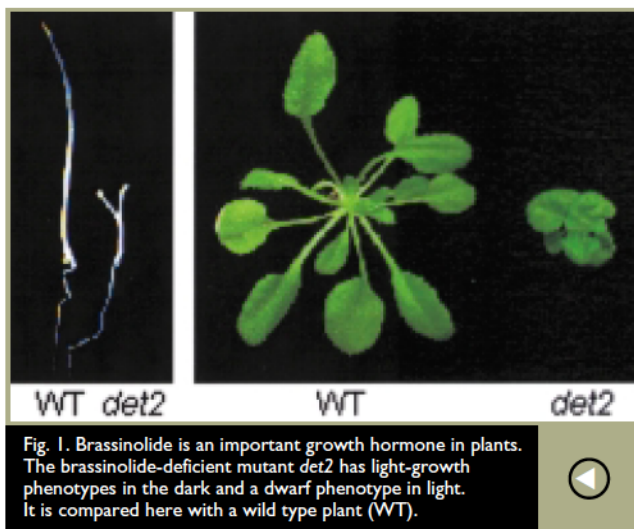 WT det2
WT det2
Fig. 1. Brassinolide is an important growth hormone in plants.
The brassinolide-deficient mutant det2 has light-growth
phenotypes in the dark and a dwarf phenotype in light.
It is compared here with a wild type plant (WT).